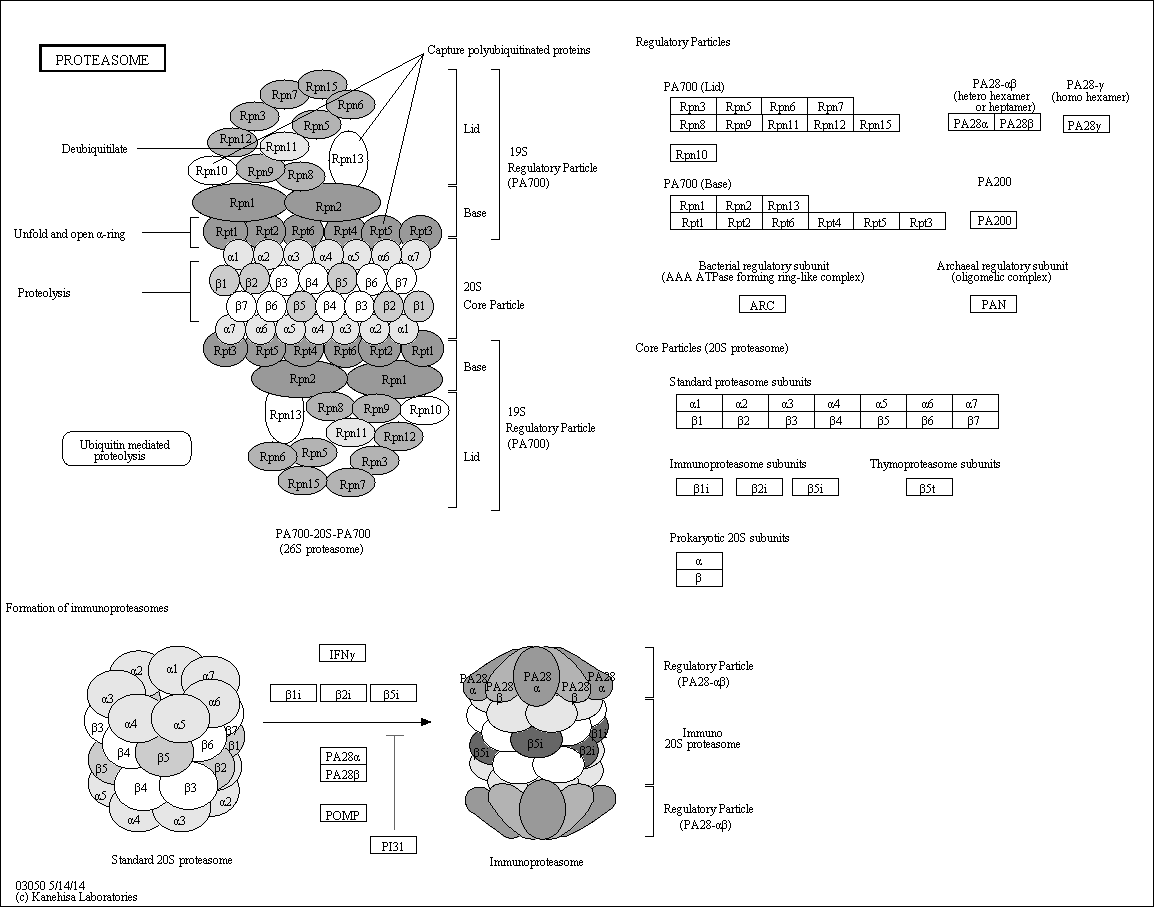 PROTEASOME
Capture polyubiquitinated proteins
Rpn15
Rpn7
Rpn6
Rpn3
Rpn5
Rpn12
Rpn11
Deubiquitilate
Rpn13
Rpn10
Rpn9
Rpn8
Lid
19S
Regulatory Particle
(PA700)
Rpn1
Rpn2
Base
Unfold and open α-ring
Rpt1 Rpt2 Rpt6 Rpt4 Rpt5 Rpt3
α1 α2 α3 α4 α5 α6 α7
β1 β2 β3 β4 β5 β6 β7
Proteolysis
20S
Core Particle
β7 β6 β5 β4 β3 β2 β1
α7 α6 α5 α4 α3 α2 α1
Rpt3 Rpt5 Rpt4 Rpt6 Rpt2 Rpt1
Base
Rpn2 Rpn1
Rpn13 Rpn8 Rpn9 Rpn10
19S
Regulatory Particle
(PA700)
Rpn11 Rpn12
Rpn6 Rpn5 Rpn3
Lid
Rpn15 Rpn7
Ubiquitin mediated
proteolysis
PA700-20S-PA700
(26S proteasome)
Regulatory Particles
PA700 (Lid)
Rpn3 Rpn5 Rpn6 Rpn7
Rpn8 Rpn9 Rpn11 Rpn12 Rpn15
Rpn10
PA28-αβ
(hetero hexamer
or heptamer)
PA28α PA28β
PA28-γ
(homo hexamer)
PA28γ
PA700 (Base)
Rpn1 Rpn2 Rpn13
Rpt1 Rpt2 Rpt6 Rpt4 Rpt5 Rpt3
PA200
PA200
Bacterial regulatory subunit
(AAA ATPase forming ring-like complex)
ARC
Archaeal regulatory subunit
(oligomelic complex)
PAN
Core Particles (20S proteasome)
Standard proteasome subunits
α1 α2 α3 α4 α5 α6 α7
β1 β2 β3 β4 β5 β6 β7
Immunoproteasome subunits
β1i β2i β5i
Thymoproteasome subunits
β5t
Prokaryotic 20S subunits
α
β
Formation of immunoproteasomes
α2 α1 α7
α3 α6
α4 α5
β3 β7
β4 β6 β1
β5
β5 β2
β4 β3
α5 α2
α4 α3
Standard 20S proteasome
IFNγ
β1i β2i β5i
PA28α
PA28β
POMP
PI31
PA28
α
PA28
β
PA28
α
PA28
β
PA28
α
β1i
β5i β5i β2i
Immunoproteasome
Regulatory Particle
(PA28-αβ)
Immuno
20S proteasome
Regulatory Particle
(PA28-αβ)
03050 5/14/14
(c) Kanehisa Laboratories